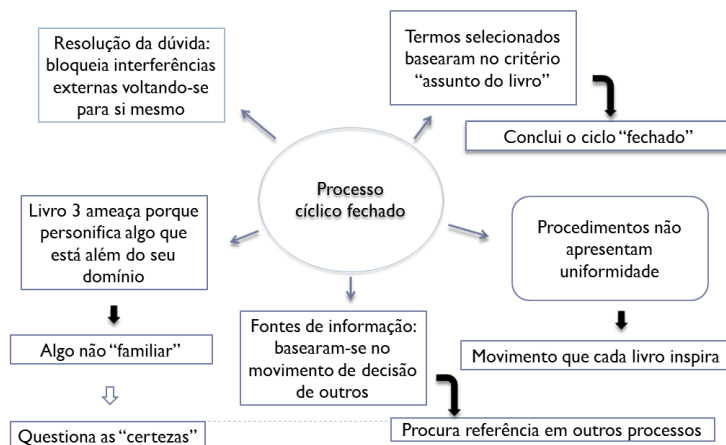 Resolução da dúvida:
bloqueia interferências
externas voltando-se
para si mesmo
Termos selecionados
basearam no critério
“assunto do livro”
Conclui o ciclo “fechado”
Processo
cíclico fechado
Livro 3 ameaça porque
personifica algo que
está além do seu
domínio
Procedimentos não
apresentam
uniformidade
Algo não “familiar”
Fontes de informação:
basearam-se no
movimento de decisão
de outros
Movimento que cada livro inspira
Questiona as “certezas”
Procura referência em outros processos